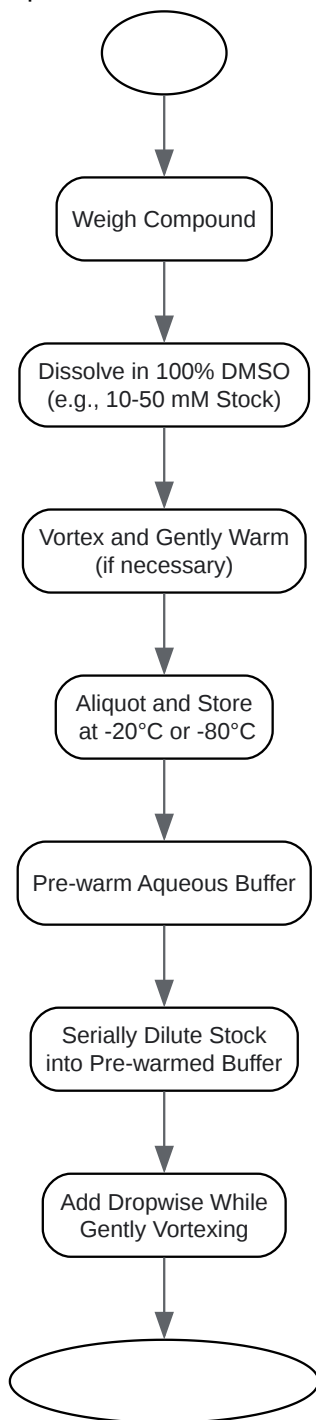 Weigh Compound
Dissolve in 100% DMSO
(e.g., 10-50 mM Stock)
Vortex and Gently Warm
(if necessary)
Aliquot and Store
at -20°C or -80°C
Pre-warm Aqueous Buffer
Serially Dilute Stock
into Pre-warmed Buffer
Add Dropwise While
Gently Vortexing